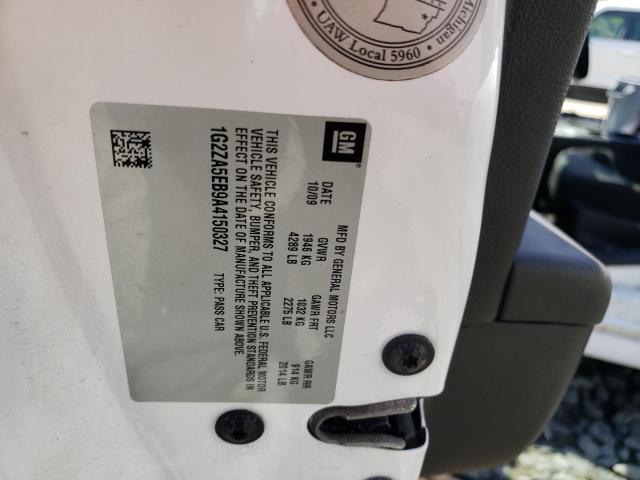 Michigan
UAW Local 5960
GM
MFD BY GENERAL MOTORS LLC
DATE GVWR GAWR FRT GAWR RR
10/09 1946 KG 1032 KG 914 KG
4289 LB 2275 LB 2014 LB
THIS VEHICLE CONFORMS TO ALL APPLICABLE U.S. FEDERAL MOTOR
VEHICLE SAFETY, BUMPER, AND THEFT PREVENTION STANDARDS IN
EFFECT ON THE DATE OF MANUFACTURE SHOWN ABOVE.
1G2ZA5EB9A4150327 TYPE: PASS CAR